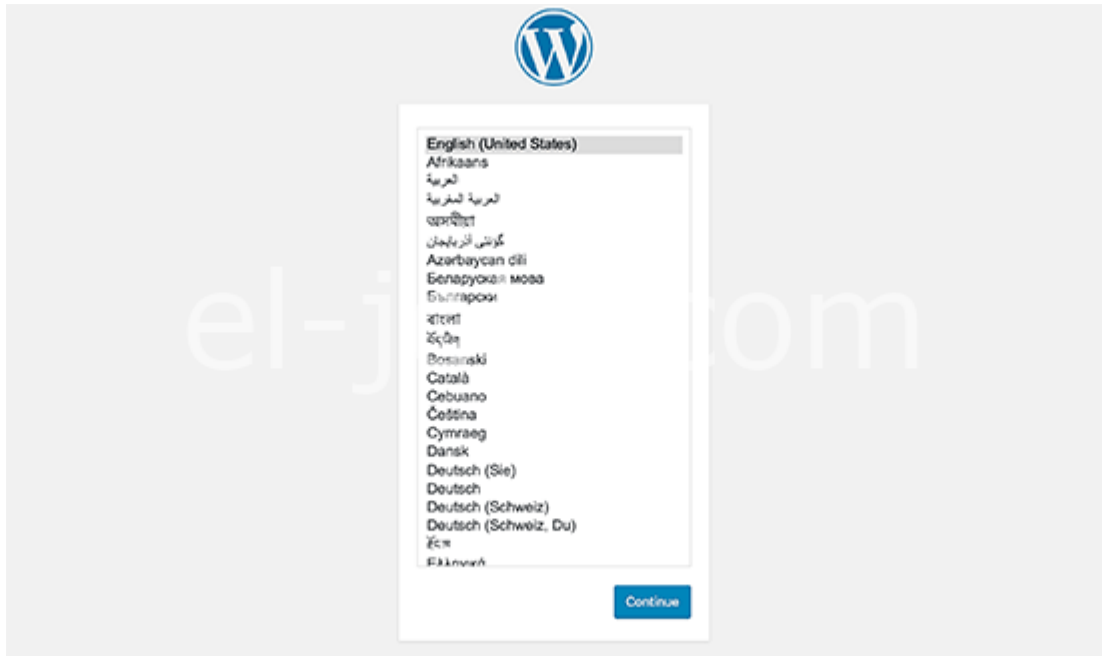 English (United States)
Afrikaans
العربية
العربية المغربية
অসমীয়া
گؤنئی آذربایجان
Azərbaycan dili
Беларуская мова
Български
বাংলা
བོད་ཡིག
Bosanski
Català
Cebuano
Čeština
Cymraeg
Dansk
Deutsch (Sie)
Deutsch
Deutsch (Schweiz)
Deutsch (Schweiz, Du)
Ελληνικά
Continue